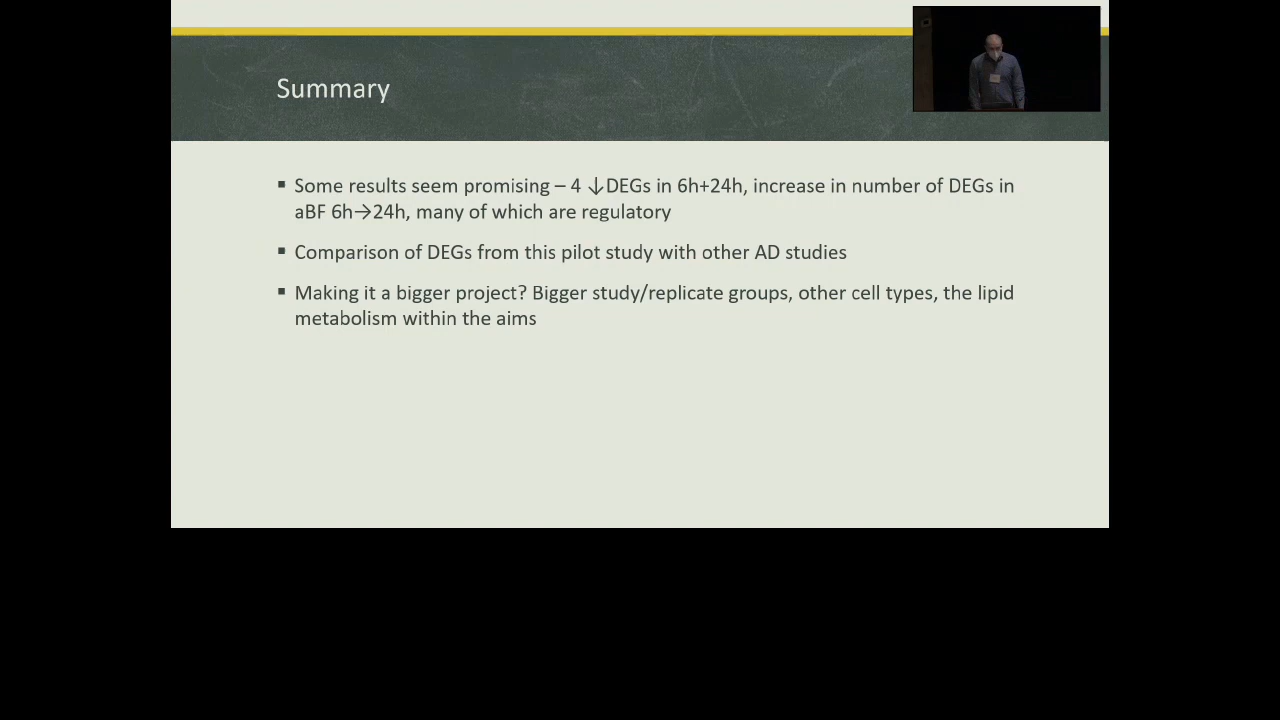 Summary
▪ Some results seem promising – 4 ↓DEGs in 6h+24h, increase in number of DEGs in
aBF 6h→24h, many of which are regulatory
▪ Comparison of DEGs from this pilot study with other AD studies
▪ Making it a bigger project? Bigger study/replicate groups, other cell types, the lipid
metabolism within the aims